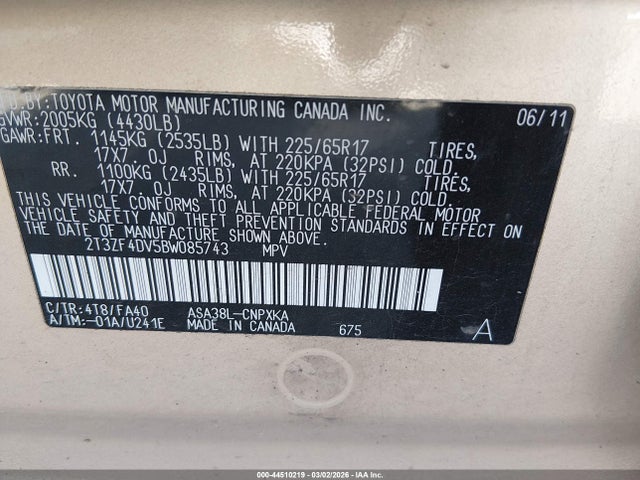 MFD.BY:TOYOTA MOTOR MANUFACTURING CANADA INC. 06/11
GVWR:2005KG (4430LB)
GAWR:FRT. 1145KG (2535LB) WITH 225/65R17 TIRES,
17X7. 0J RIMS, AT 220KPA (32PSI) COLD.
RR. 1100KG (2435LB) WITH 225/65R17 TIRES,
17X7. 0J RIMS, AT 220KPA (32PSI) COLD.
THIS VEHICLE CONFORMS TO ALL APPLICABLE FEDERAL MOTOR
VEHICLE SAFETY AND THEFT PREVENTION STANDARDS IN EFFECT ON
THE DATE OF MANUFACTURE SHOWN ABOVE.
2T3ZF4DV5BW085743 MPV
C/TR:4T8/FA40 ASA38L-CNPXKA
A/TM:-01A/U241E MADE IN CANADA 675 A
000-44510219 - 03/02/2026 - IAAI.COM